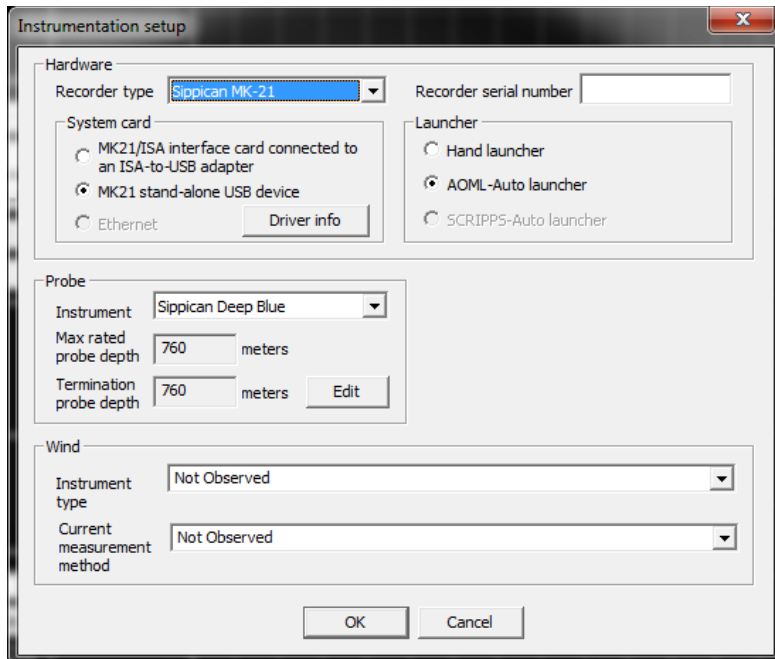 Instrumentation setup
Hardware
Recorder type Sippican MK-21 Recorder serial number
System card
MK21/ISA interface card connected to
an ISA-to-USB adapter
MK21 stand-alone USB device
Ethernet Driver info
Launcher
Hand launcher
AOML-Auto launcher
SCRIPPS-Auto launcher
Probe
Instrument Sippican Deep Blue
Max rated
probe depth 760 meters
Termination
probe depth 760 meters Edit
Wind
Instrument
type Not Observed
Current
measurement
method Not Observed
OK Cancel